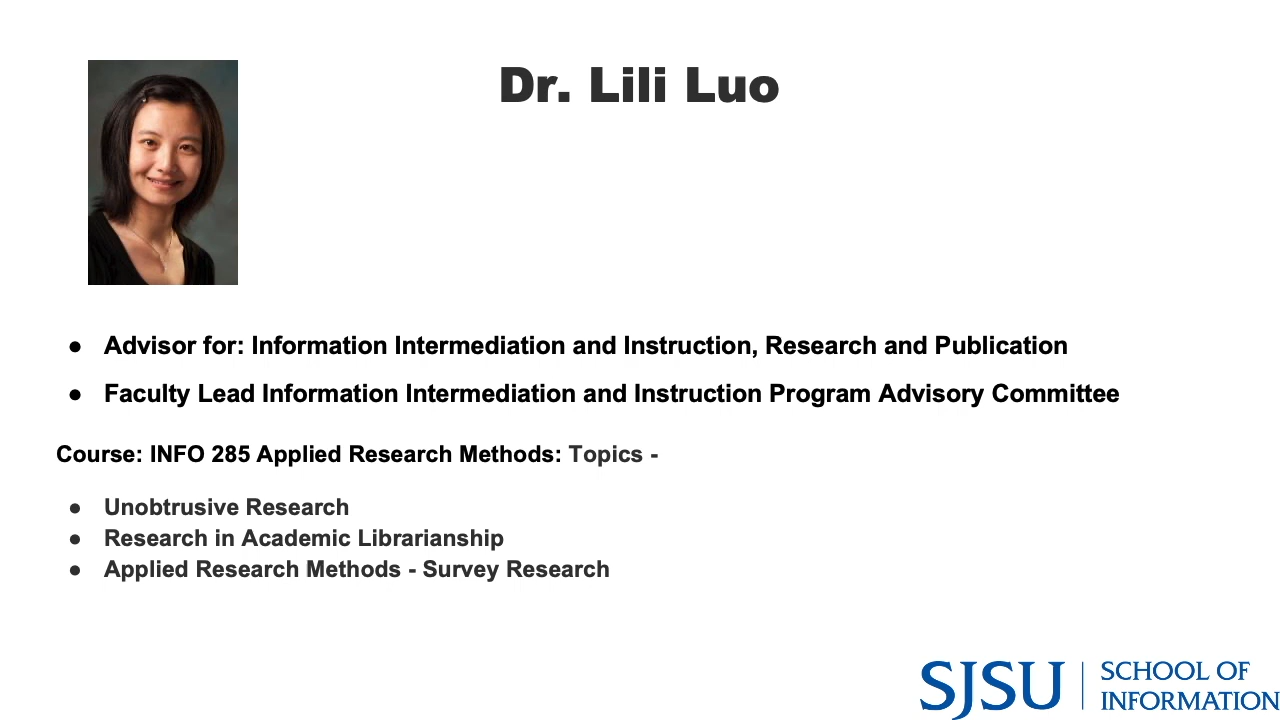 Dr. Lili Luo
● Advisor for: Information Intermediation and Instruction, Research and Publication
● Faculty Lead Information Intermediation and Instruction Program Advisory Committee
Course: INFO 285 Applied Research Methods: Topics -
● Unobtrusive Research
● Research in Academic Librarianship
● Applied Research Methods - Survey Research
SJSU
SCHOOL OF
INFORMATION